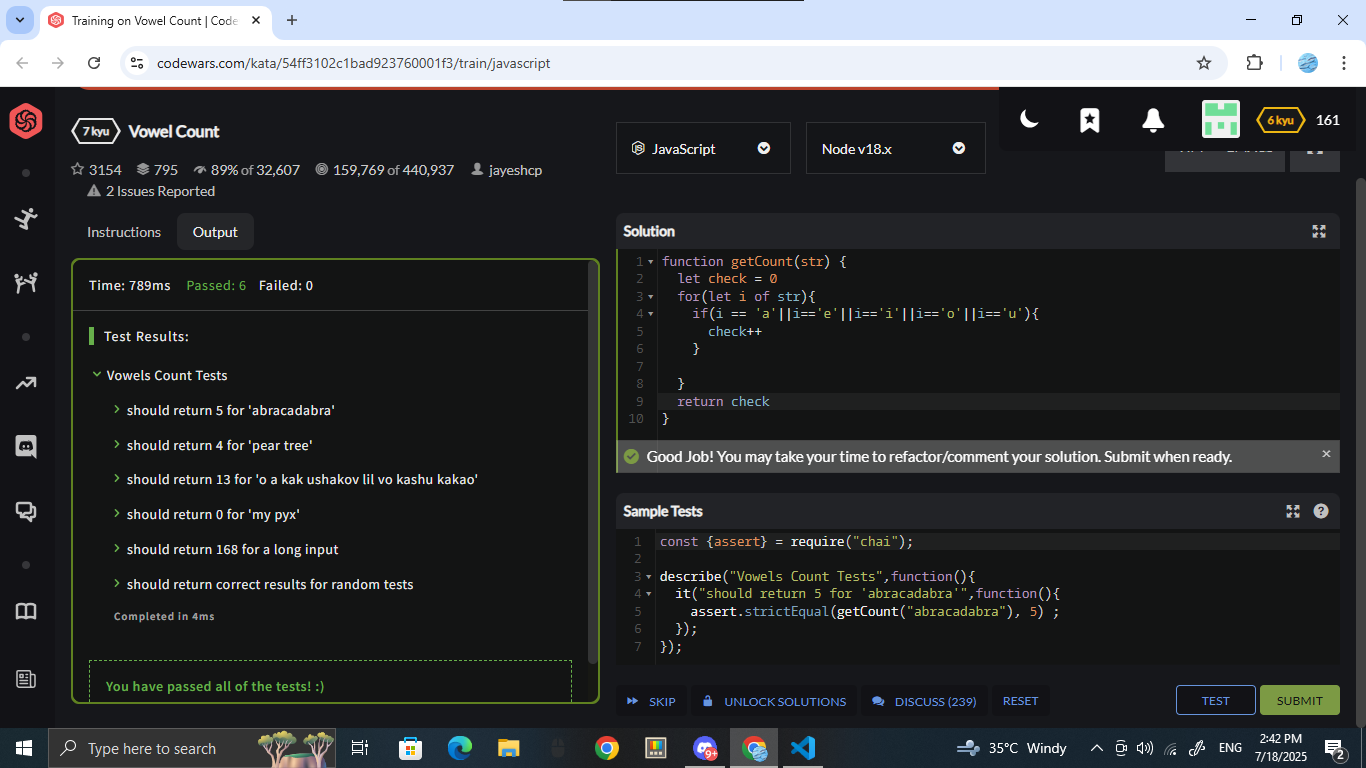 Training on Vowel Count | Code
codewars.com/kata/54ff3102c1bad923760001f3/train/javascript
7 kyu Vowel Count
3154 795 89% of 32,607 159,769 of 440,937 jayeshcp
2 Issues Reported
JavaScript
Node v18.x
6 kyu 161
Instructions Output
Time: 789ms Passed: 6 Failed: 0
Test Results:
Vowels Count Tests
should return 5 for 'abracadabra'
should return 4 for 'pear tree'
should return 13 for 'o a kak ushakov lil vo kashu kakao'
should return 0 for 'my pyx'
should return 168 for a long input
should return correct results for random tests
Completed in 4ms
You have passed all of the tests! :)
Solution
1 function getCount(str) {
2 let check = 0
3 for(let i of str){
4 if(i == 'a'||i=='e'||i=='i'||i=='o'||i=='u'){
5 check++
6 }
7
8 }
9 return check
10 }
Good Job! You may take your time to refactor/comment your solution. Submit when ready.
Sample Tests
1 const {assert} = require("chai");
2
3 describe("Vowels Count Tests",function(){
4 it("should return 5 for 'abracadabra'",function(){
5 assert.strictEqual(getCount("abracadabra"), 5) ;
6 });
7 });
SKIP UNLOCK SOLUTIONS DISCUSS (239) RESET TEST SUBMIT
Type here to search
9+
35°C Windy
ENG
2:42 PM
7/18/2025
2